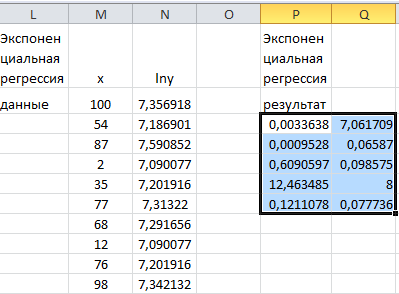 L M N O P Q
Экспонен Экспонен
циальная циальная
регрессия x lny регрессия
данные 100 7,356918 результат
54 7,186901 0,0033638 7,061709
87 7,590852 0,0009528 0,06587
2 7,090077 0,6090597 0,098575
35 7,201916 12,463485 8
77 7,31322 0,1211078 0,077736
68 7,291656
12 7,090077
76 7,201916
98 7,342132